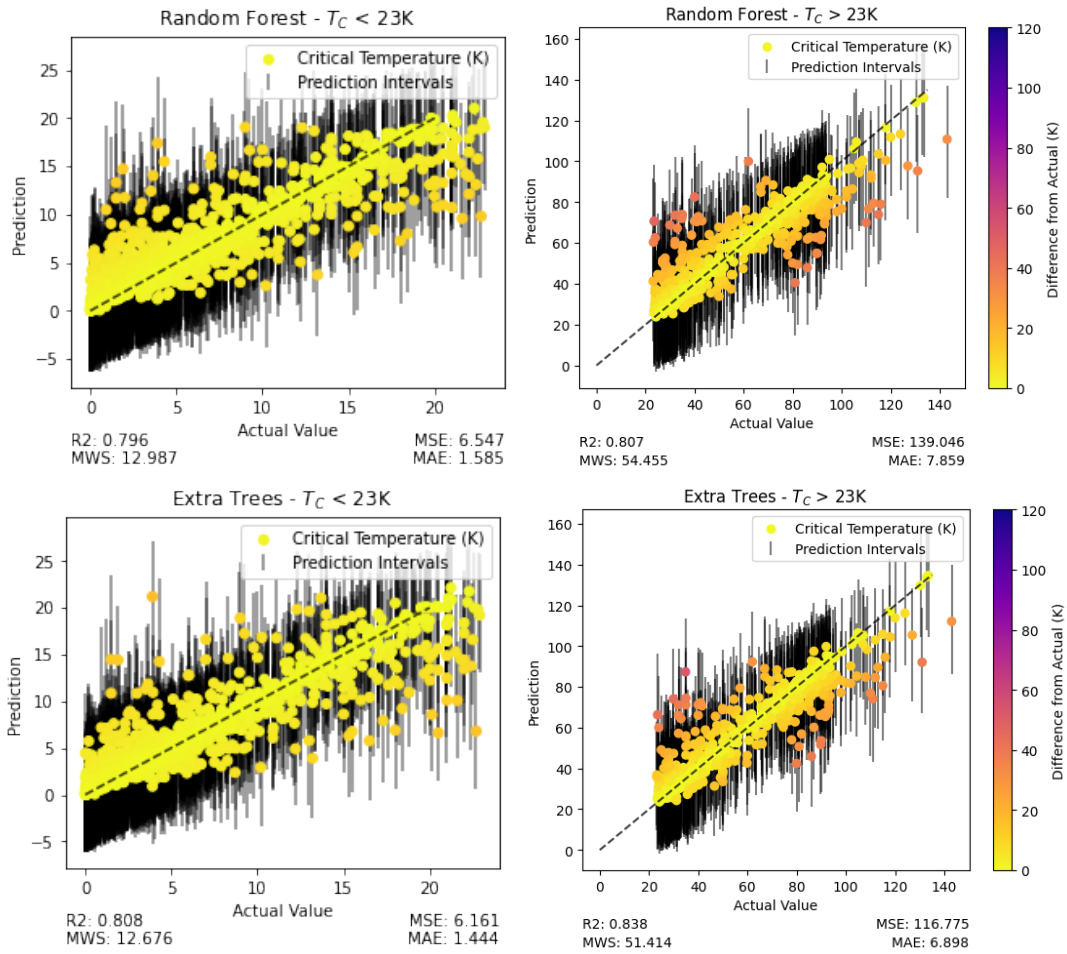 Random Forest - T_C < 23K
Critical Temperature (K)
Prediction Intervals
25
20
15
10
5
0
−5
Prediction
0 5 10 15 20
Actual Value
R2: 0.796 MSE: 6.547
MWS: 12.987 MAE: 1.585
Random Forest - T_C > 23K
Critical Temperature (K)
Prediction Intervals
160
140
120
100
80
60
40
20
0
Prediction
0 20 40 60 80 100 120 140
Actual Value
R2: 0.807 MSE: 139.046
MWS: 54.455 MAE: 7.859
120
100
80
60
40
20
0
Difference from Actual (K)
Extra Trees - T_C < 23K
Critical Temperature (K)
Prediction Intervals
25
20
15
10
5
0
−5
Prediction
0 5 10 15 20
Actual Value
R2: 0.808 MSE: 6.161
MWS: 12.676 MAE: 1.444
Extra Trees - T_C > 23K
Critical Temperature (K)
Prediction Intervals
160
140
120
100
80
60
40
20
0
Prediction
0 20 40 60 80 100 120 140
Actual Value
R2: 0.838 MSE: 116.775
MWS: 51.414 MAE: 6.898
120
100
80
60
40
20
0
Difference from Actual (K)